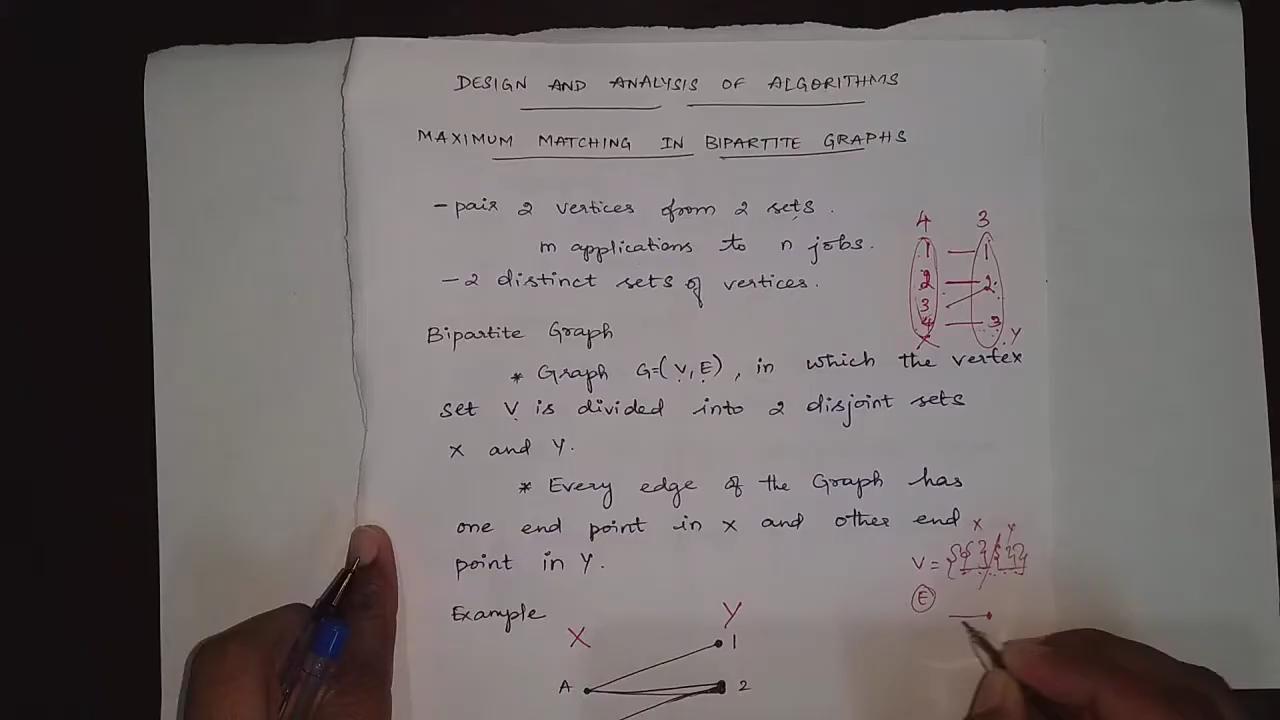 DESIGN AND ANALYSIS OF ALGORITHMS
MAXIMUM MATCHING IN BIPARTITE GRAPHS
- pair 2 vertices from 2 sets.
m applications to n jobs.
- 2 distinct sets of vertices.
4 3
1 1
2 2
3
4 3
X Y
Bipartite Graph
* Graph G=(V,E), in which the vertex
set V is divided into 2 disjoint sets
X and Y.
* Every edge of the Graph has
one end point in X and other end
point in Y.
X Y
V = {{ } { }}
E
Example
X Y
1
A 2